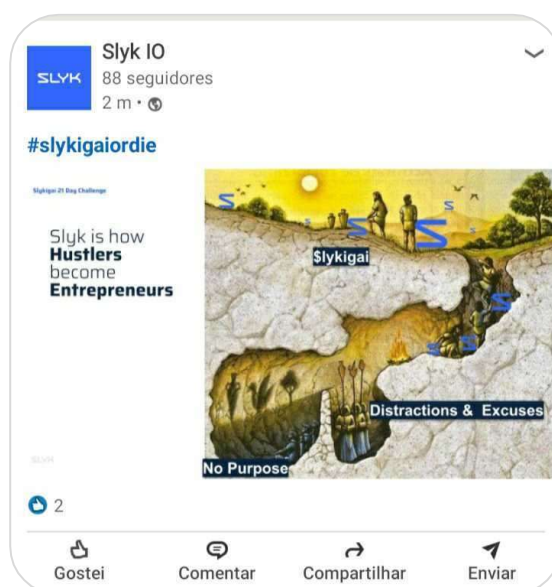 Slyk IO
SLYK
88 seguidores
2 m •
#slykigaiordie
Slykigai 21 Day Challenge
Slyk is how
Hustlers
become
Entrepreneurs
$lykigai
Distractions & Excuses
No Purpose
SLYK
2
Gostei
Comentar
Compartilhar
Enviar